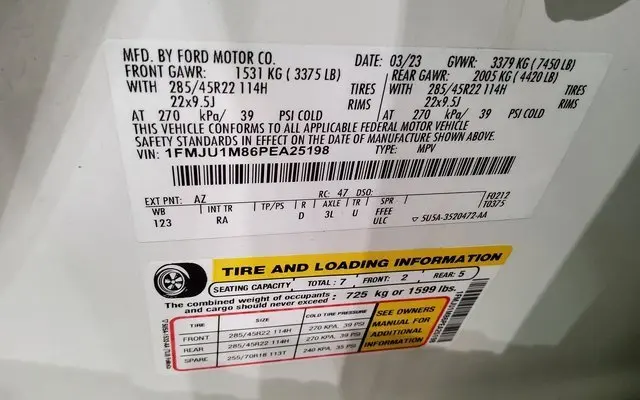 MFD. BY FORD MOTOR CO. DATE: 03/23 GVWR: 3379 KG (7450 LB)
FRONT GAWR: 1531 KG (3375 LB) REAR GAWR: 2005 KG (4420 LB)
WITH 285/45R22 114H TIRES WITH 285/45R22 114H TIRES
22x9.5J RIMS 22x9.5J RIMS
AT 270 kPa/ 39 PSI COLD AT 270 kPa/ 39 PSI COLD
THIS VEHICLE CONFORMS TO ALL APPLICABLE FEDERAL MOTOR VEHICLE
SAFETY STANDARDS IN EFFECT ON THE DATE OF MANUFACTURE SHOWN ABOVE.
VIN: 1FMJU1M86PEA25198 TYPE: MPV
EXT PNT: AZ RC: 47 DSO: F0212
WB INT TR TP/PS R AXLE TR SPR T0375
123 RA D 3L U FFEE
ULC 5U5A-3520472-AA
TIRE AND LOADING INFORMATION
SEATING CAPACITY TOTAL : 7 FRONT: 2 REAR: 5
The combined weight of occupants and cargo should never exceed : 725 kg or 1599 lbs.
TIRE SIZE COLD TIRE PRESSURE
FRONT 285/45R22 114H 270 KPA, 39 PSI
REAR 285/45R22 114H 270 KPA, 39 PSI
SPARE 255/70R18 113T 240 KPA, 35 PSI
SEE OWNERS
MANUAL FOR
ADDITIONAL
INFORMATION